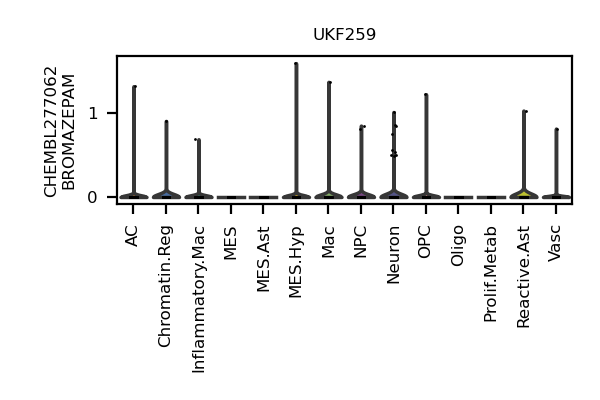 UKF259
CHEMBL277062
BROMAZEPAM
1
0
AC
Chromatin.Reg
Inflammatory.Mac
MES
MES.Ast
MES.Hyp
Mac
NPC
Neuron
OPC
Oligo
Prolif.Metab
Reactive.Ast
Vasc